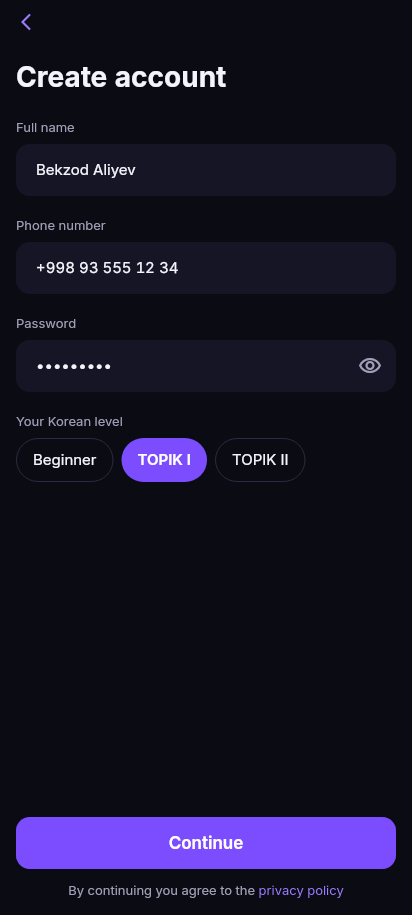 Create account
Full name
Bekzod Aliyev
Phone number
+998 93 555 12 34
Password
•••••••••
Your Korean level
Beginner TOPIK I TOPIK II
Continue
By continuing you agree to the privacy policy